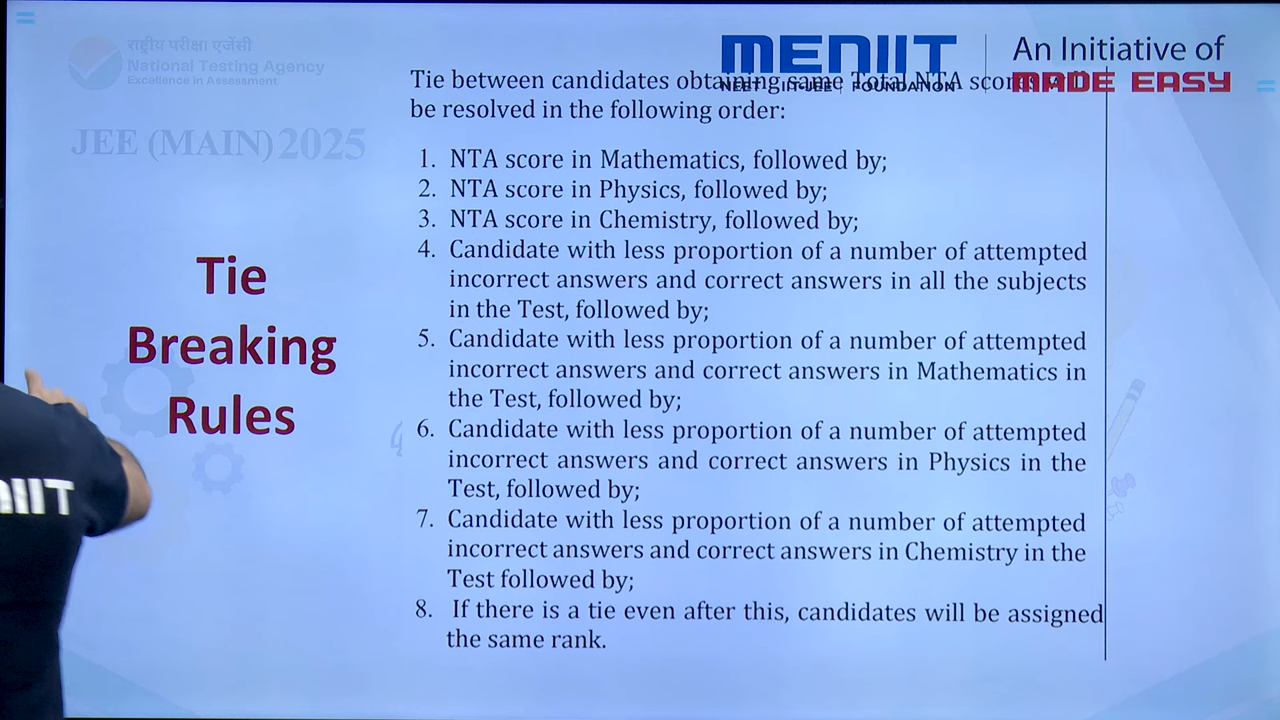 राष्ट्रीय परीक्षा एजेंसी
National Testing Agency
Excellence in Assessment
JEE (MAIN) 2025
MENIIT
NEET | IIT-JEE | FOUNDATION
An Initiative of
MADE EASY
Tie between candidates obtaining same Total NTA scores will
be resolved in the following order:
Tie
Breaking
Rules
1. NTA score in Mathematics, followed by;
2. NTA score in Physics, followed by;
3. NTA score in Chemistry, followed by;
4. Candidate with less proportion of a number of attempted
incorrect answers and correct answers in all the subjects
in the Test, followed by;
5. Candidate with less proportion of a number of attempted
incorrect answers and correct answers in Mathematics in
the Test, followed by;
6. Candidate with less proportion of a number of attempted
incorrect answers and correct answers in Physics in the
Test, followed by;
7. Candidate with less proportion of a number of attempted
incorrect answers and correct answers in Chemistry in the
Test followed by;
8. If there is a tie even after this, candidates will be assigned
the same rank.
NIIT